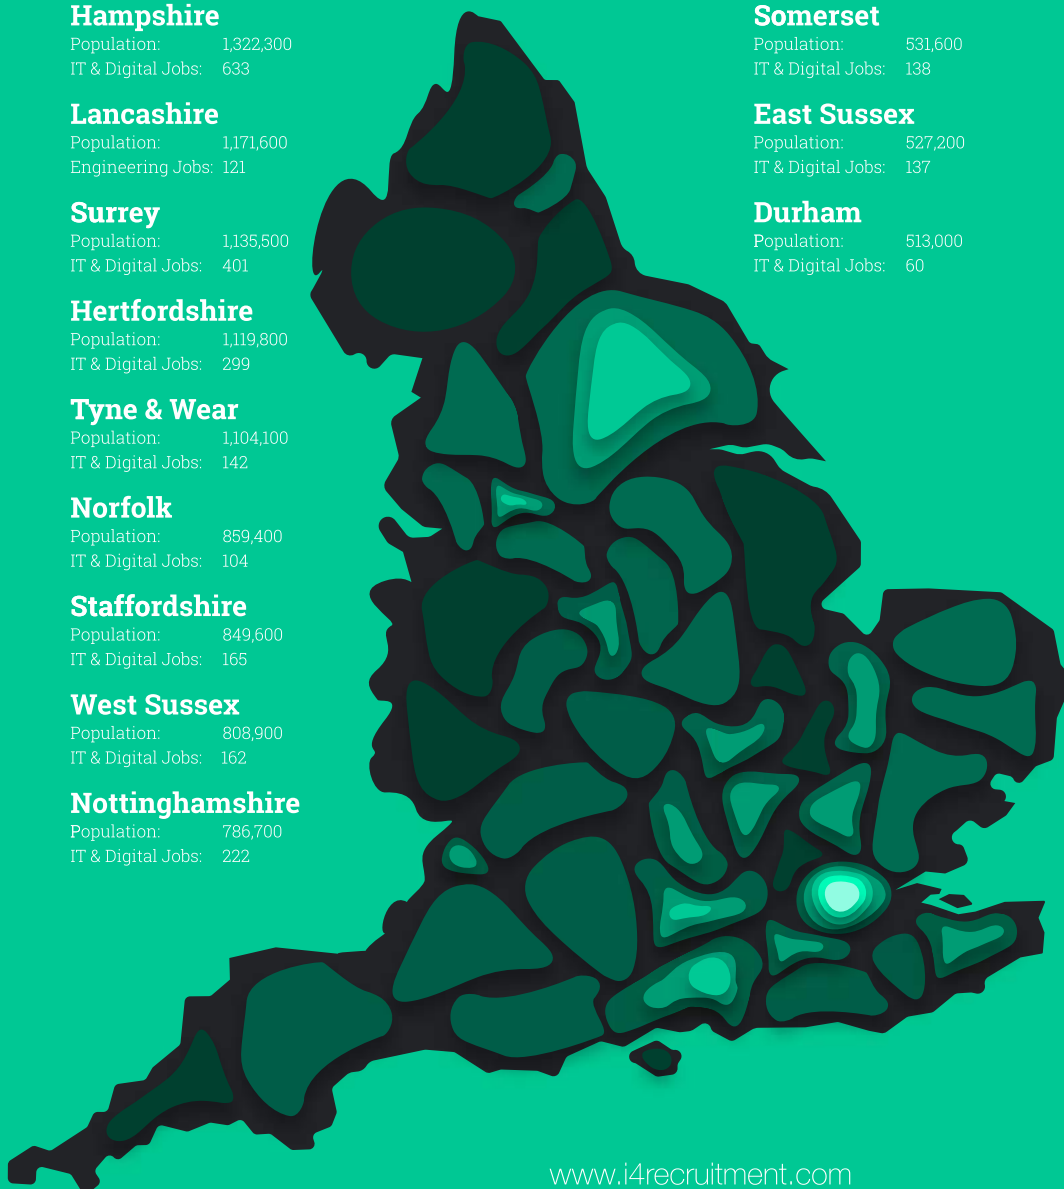 Hampshire
Population: 1,322,300
IT & Digital Jobs: 633
Lancashire
Population: 1,171,600
Engineering Jobs: 121
Surrey
Population: 1,135,500
IT & Digital Jobs: 401
Hertfordshire
Population: 1,119,800
IT & Digital Jobs: 299
Tyne & Wear
Population: 1,104,100
IT & Digital Jobs: 142
Norfolk
Population: 859,400
IT & Digital Jobs: 104
Staffordshire
Population: 849,600
IT & Digital Jobs: 165
West Sussex
Population: 808,900
IT & Digital Jobs: 162
Nottinghamshire
Population: 786,700
IT & Digital Jobs: 222
Somerset
Population: 531,600
IT & Digital Jobs: 138
East Sussex
Population: 527,200
IT & Digital Jobs: 137
Durham
Population: 513,000
IT & Digital Jobs: 60
www.i4recruitment.com